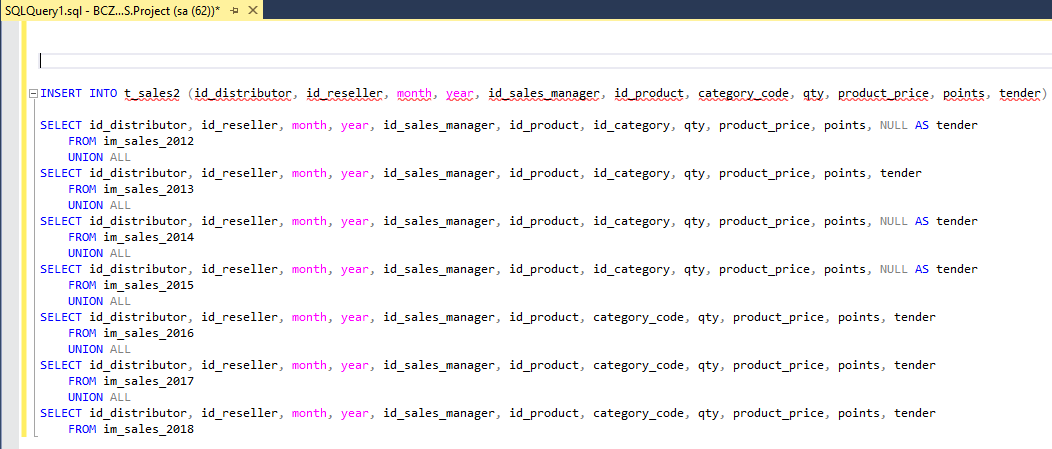 SQLQuery1.sql - BCZ...S.Project (sa (62))*
INSERT INTO t_sales2 (id_distributor, id_reseller, month, year, id_sales_manager, id_product, category_code, qty, product_price, points, tender)
SELECT id_distributor, id_reseller, month, year, id_sales_manager, id_product, id_category, qty, product_price, points, NULL AS tender
FROM im_sales_2012
UNION ALL
SELECT id_distributor, id_reseller, month, year, id_sales_manager, id_product, id_category, qty, product_price, points, tender
FROM im_sales_2013
UNION ALL
SELECT id_distributor, id_reseller, month, year, id_sales_manager, id_product, id_category, qty, product_price, points, NULL AS tender
FROM im_sales_2014
UNION ALL
SELECT id_distributor, id_reseller, month, year, id_sales_manager, id_product, id_category, qty, product_price, points, NULL AS tender
FROM im_sales_2015
UNION ALL
SELECT id_distributor, id_reseller, month, year, id_sales_manager, id_product, category_code, qty, product_price, points, tender
FROM im_sales_2016
UNION ALL
SELECT id_distributor, id_reseller, month, year, id_sales_manager, id_product, category_code, qty, product_price, points, tender
FROM im_sales_2017
UNION ALL
SELECT id_distributor, id_reseller, month, year, id_sales_manager, id_product, category_code, qty, product_price, points, tender
FROM im_sales_2018